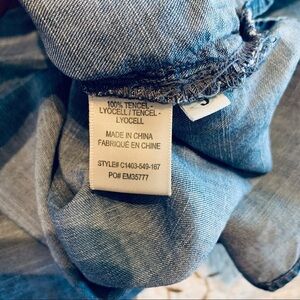 100% TENCEL -
LYOCELL / TENCEL -
LYOCELL
MADE IN CHINA
FABRIQUÉ EN CHINE
STYLE# C1403-549-167
PO# EM35777